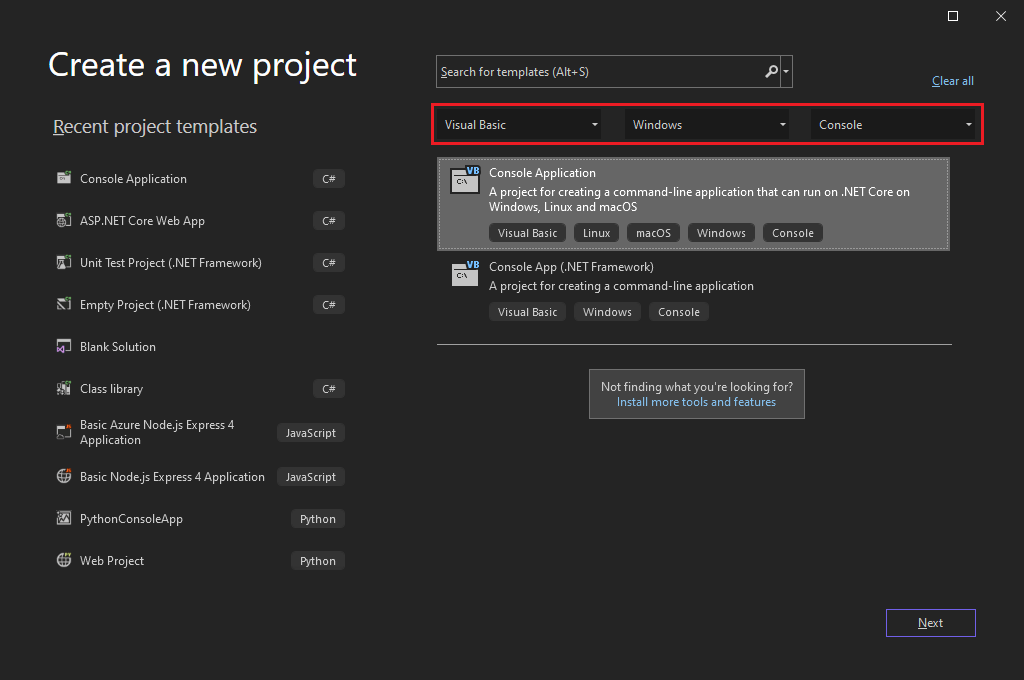 Create a new project
Search for templates (Alt+S)
Clear all
Recent project templates
Visual Basic
Windows
Console
Console Application
C#
ASP.NET Core Web App
C#
Unit Test Project (.NET Framework)
C#
Empty Project (.NET Framework)
C#
Blank Solution
Class library
C#
Basic Azure Node.js Express 4
Application
JavaScript
Basic Node.js Express 4 Application
JavaScript
PythonConsoleApp
Python
Web Project
Python
VB
C:\
Console Application
A project for creating a command-line application that can run on .NET Core on
Windows, Linux and macOS
Visual Basic
Linux
macOS
Windows
Console
VB
C:\
Console App (.NET Framework)
A project for creating a command-line application
Visual Basic
Windows
Console
Not finding what you're looking for?
Install more tools and features
Next